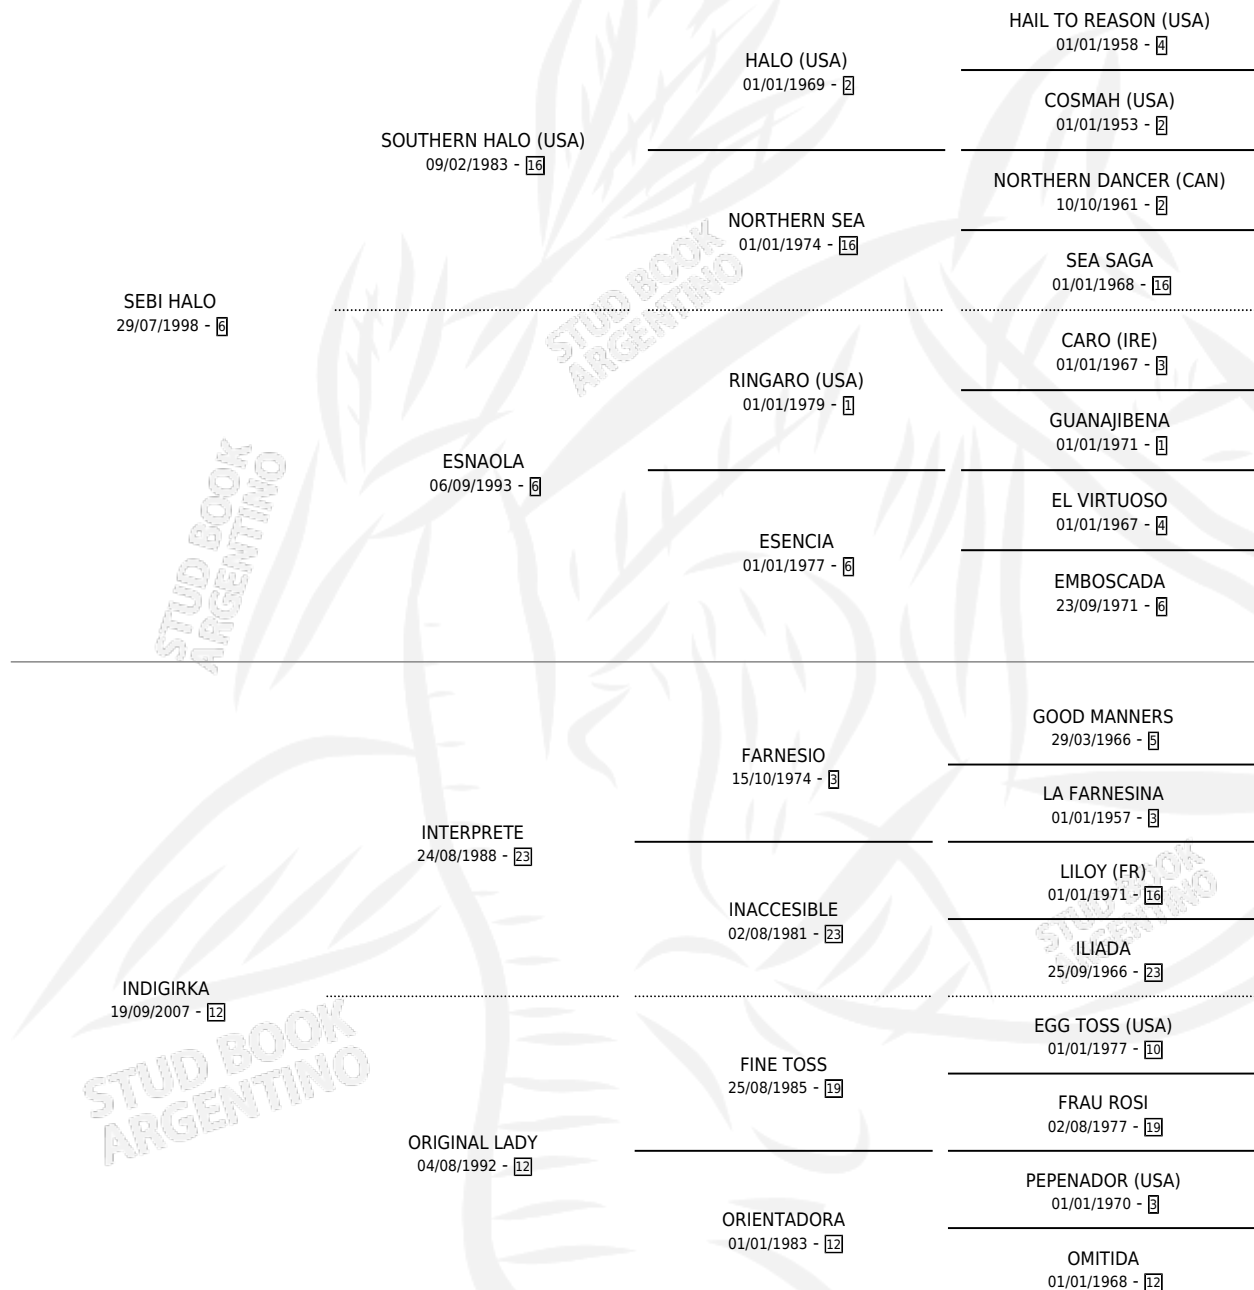 HAIL TO REASON (USA)
01/01/1958 - 4
HALO (USA)
01/01/1969 - 2
COSMAH (USA)
01/01/1953 - 2
SOUTHERN HALO (USA)
09/02/1983 - 16
NORTHERN DANCER (CAN)
10/10/1961 - 2
NORTHERN SEA
01/01/1974 - 16
SEA SAGA
01/01/1968 - 16
SEBI HALO
29/07/1998 - 6
CARO (IRE)
01/01/1967 - 3
RINGARO (USA)
01/01/1979 - 1
GUANAJIBENA
01/01/1971 - 1
ESNAOLA
06/09/1993 - 6
EL VIRTUOSO
01/01/1967 - 4
ESENCIA
01/01/1977 - 6
EMBOSCADA
23/09/1971 - 6
GOOD MANNERS
29/03/1966 - 5
FARNESIO
15/10/1974 - 3
LA FARNESINA
01/01/1957 - 3
INTERPRETE
24/08/1988 - 23
LILOY (FR)
01/01/1971 - 16
INACCESIBLE
02/08/1981 - 23
ILIADA
25/09/1966 - 23
INDIGIRKA
19/09/2007 - 12
EGG TOSS (USA)
01/01/1977 - 10
FINE TOSS
25/08/1985 - 19
FRAU ROSI
02/08/1977 - 19
ORIGINAL LADY
04/08/1992 - 12
PEPENADOR (USA)
01/01/1970 - 3
ORIENTADORA
01/01/1983 - 12
OMITIDA
01/01/1968 - 12
STUD BOOK
ARGENTINO
STUD BOOK
ARGENTINO
STUD BOOK
ARGENTINO
STUD BOOK
ARGENTINO